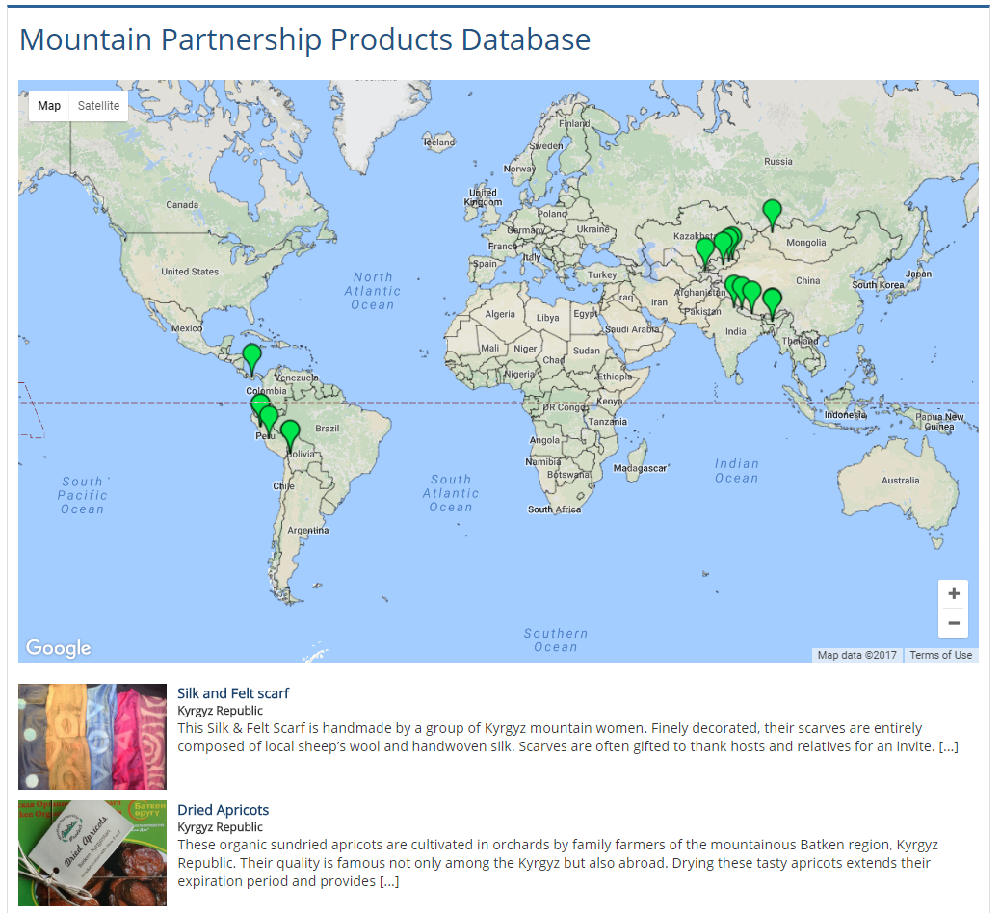 Mountain Partnership Products Database
Map Satellite
Iceland
Finland
Sweden
Norway
Russia
Canada
United
Kingdom
Poland
Germany
Ukraine
Kazakhst
Mongolia
France
Italy
Spain
Turkey
United States
North
Atlantic
Ocean
China
Japan
South Korea
Afghanistan
Iraq
Iran
Pakistan
Algeria
Libya
Egypt
Mexico
Saudi Arabia
India
Thailand
Mali
Niger
Chad
Sudan
Nigeria
Ethiopia
Venezuela
Colombia
DR Congo
Kenya
Indonesia
Papua New
Guinea
Tanzania
Brazil
Peru
Angola
Bolivia
Namibia
Botswana
Madagascar
Indian
Ocean
South
Pacific
Ocean
South
Atlantic
Ocean
Chile
Australia
South Africa
Argentina
+
−
Southern
Ocean
Google
Map data ©2017 Terms of Use
Silk and Felt scarf
Kyrgyz Republic
This Silk & Felt Scarf is handmade by a group of Kyrgyz mountain women. Finely decorated, their scarves are entirely
composed of local sheep’s wool and handwoven silk. Scarves are often gifted to thank hosts and relatives for an invite. [...]
Dried Apricots
Dried Apricots
Kyrgyz Republic
These organic sundried apricots are cultivated in orchards by family farmers of the mountainous Batken region, Kyrgyz
Republic. Their quality is famous not only among the Kyrgyz but also abroad. Drying these tasty apricots extends their
expiration period and provides [...]